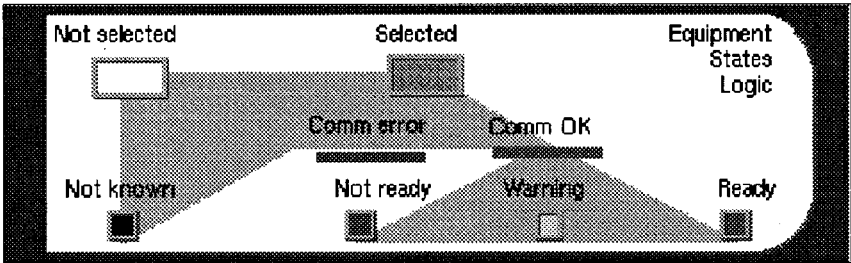 Not selected
Selected
Equipment
States
Logic
Comm error
Comm OK
Not known
Not ready
Warning
Ready